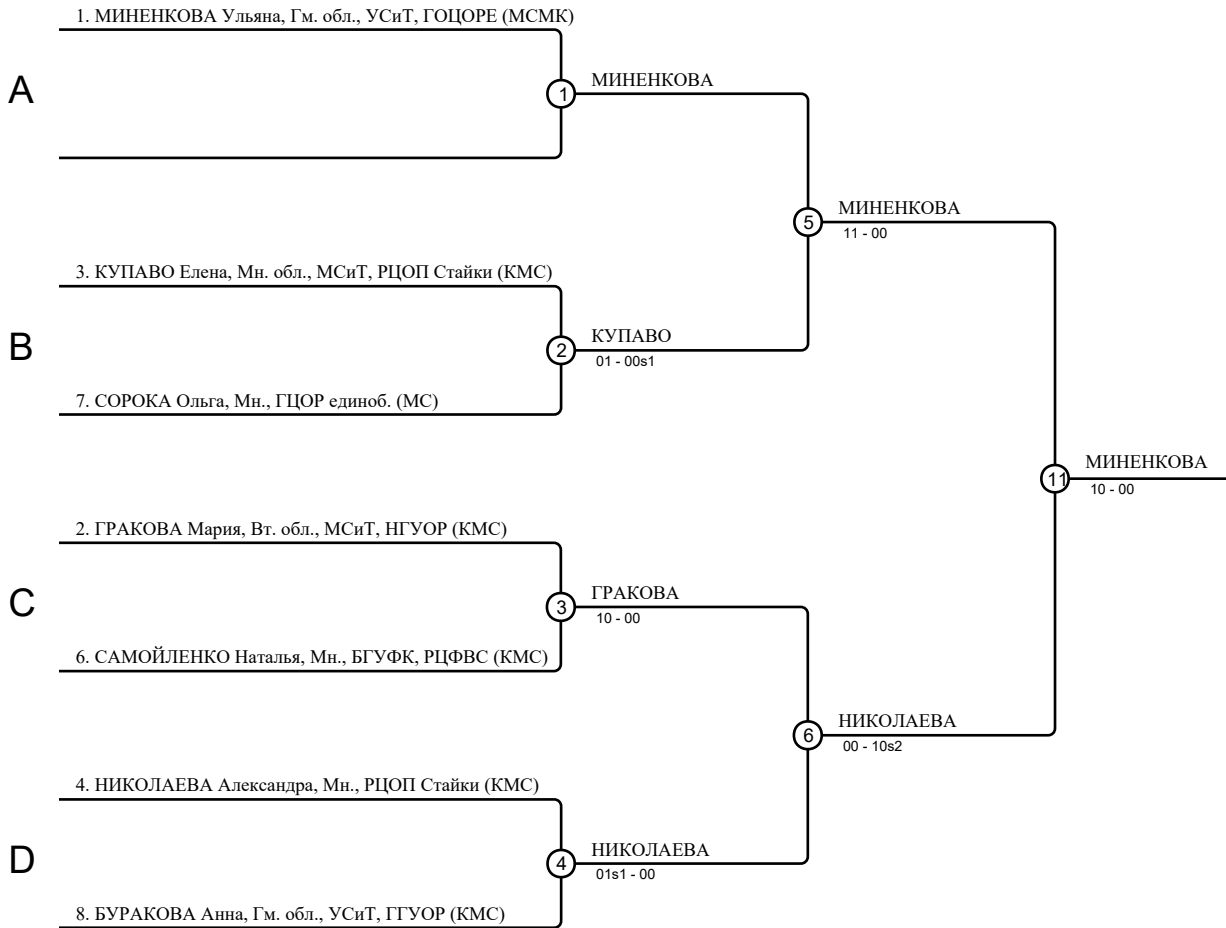 1. МИНЕНКОВА Ульяна, Гм. обл., УСиТ, ГОЦОРЕ (МСМК)
A
1
МИНЕНКОВА
5
МИНЕНКОВА
11 - 00
3. КУПАВО Елена, Мн. обл., МСиТ, РЦОП Стайки (КМС)
B
2
КУПАВО
01 - 00s1
7. СОРОКА Ольга, Мн., ГЦОР единоб. (МС)
11
МИНЕНКОВА
10 - 00
2. ГРАКОВА Мария, Вт. обл., МСиТ, НГУОР (КМС)
C
3
ГРАКОВА
10 - 00
6. САМОЙЛЕНКО Наталья, Мн., БГУФК, РЦФВС (КМС)
6
НИКОЛАЕВА
00 - 10s2
4. НИКОЛАЕВА Александра, Мн., РЦОП Стайки (КМС)
D
4
НИКОЛАЕВА
01s1 - 00
8. БУРАКОВА Анна, Гм. обл., УСиТ, ГГУОР (КМС)